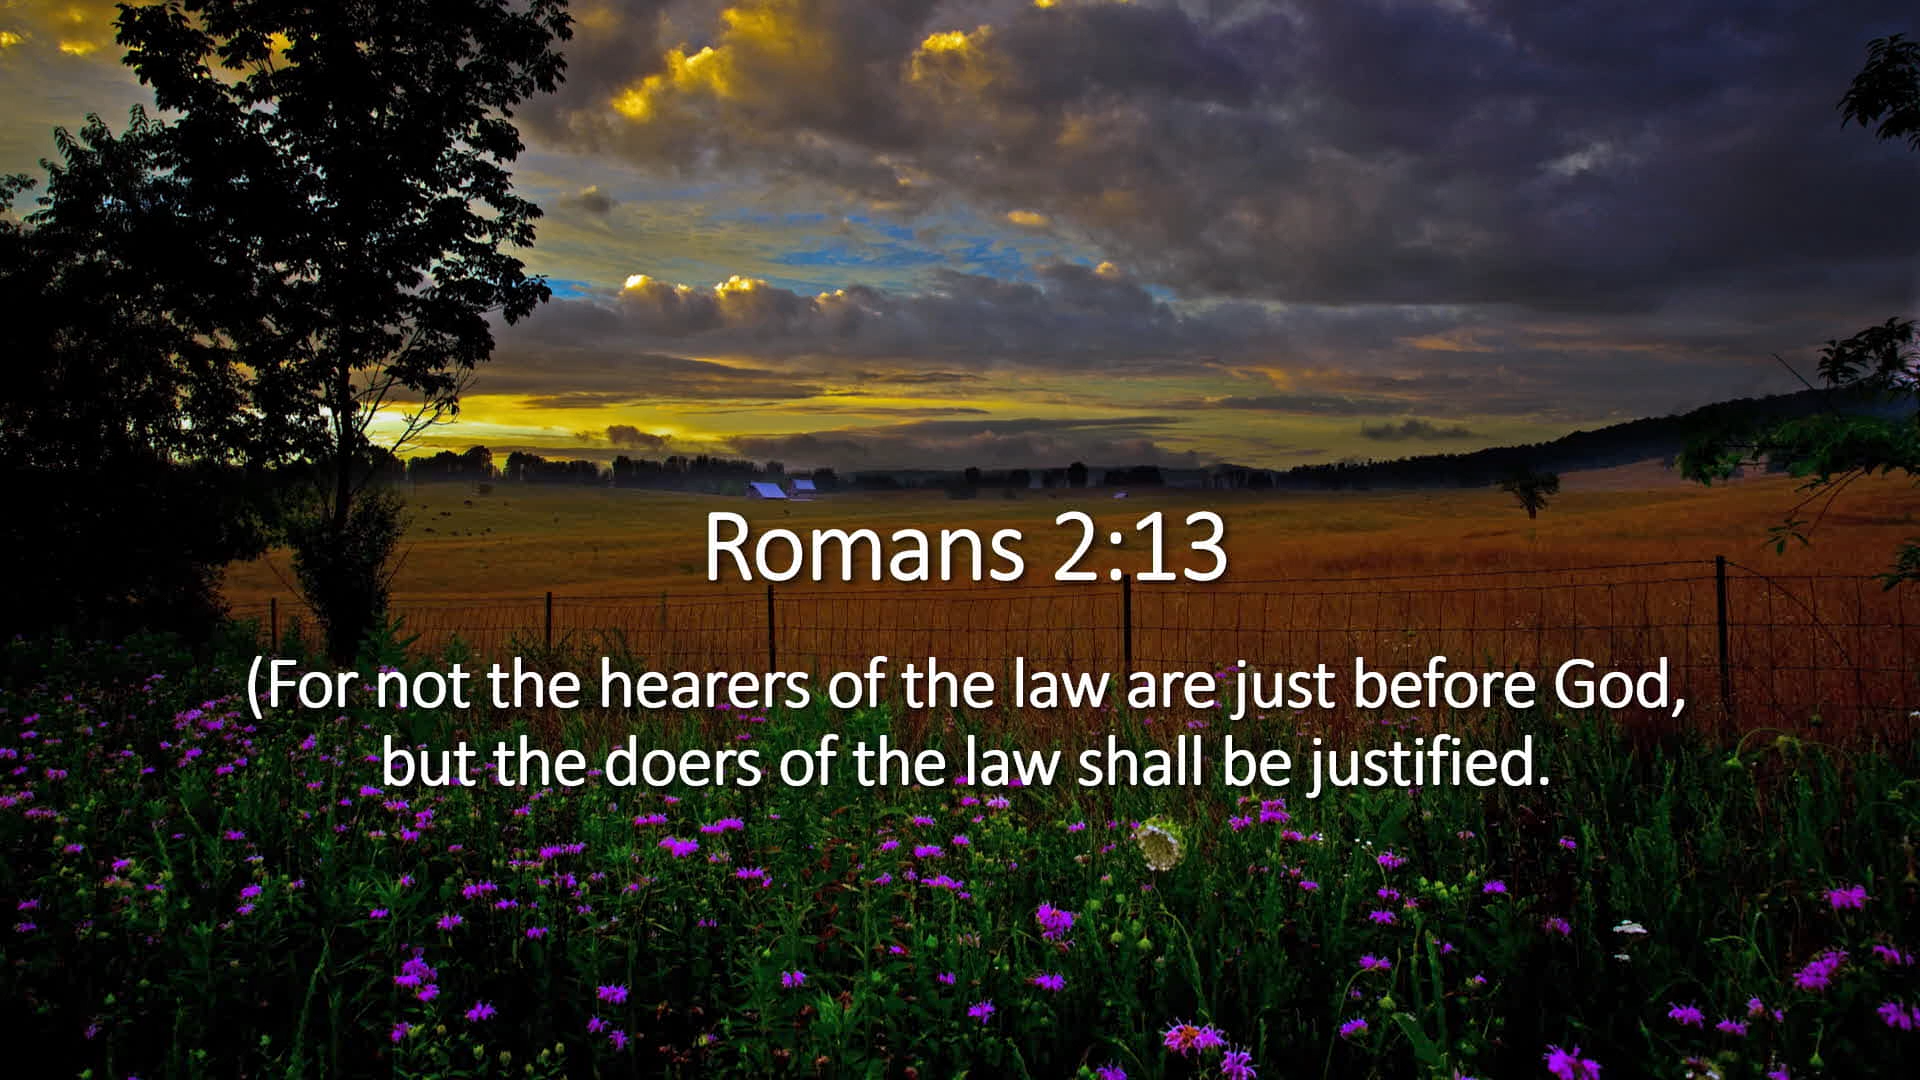 Romans 2:13
(For not the hearers of the law are just before God,
but the doers of the law shall be justified.